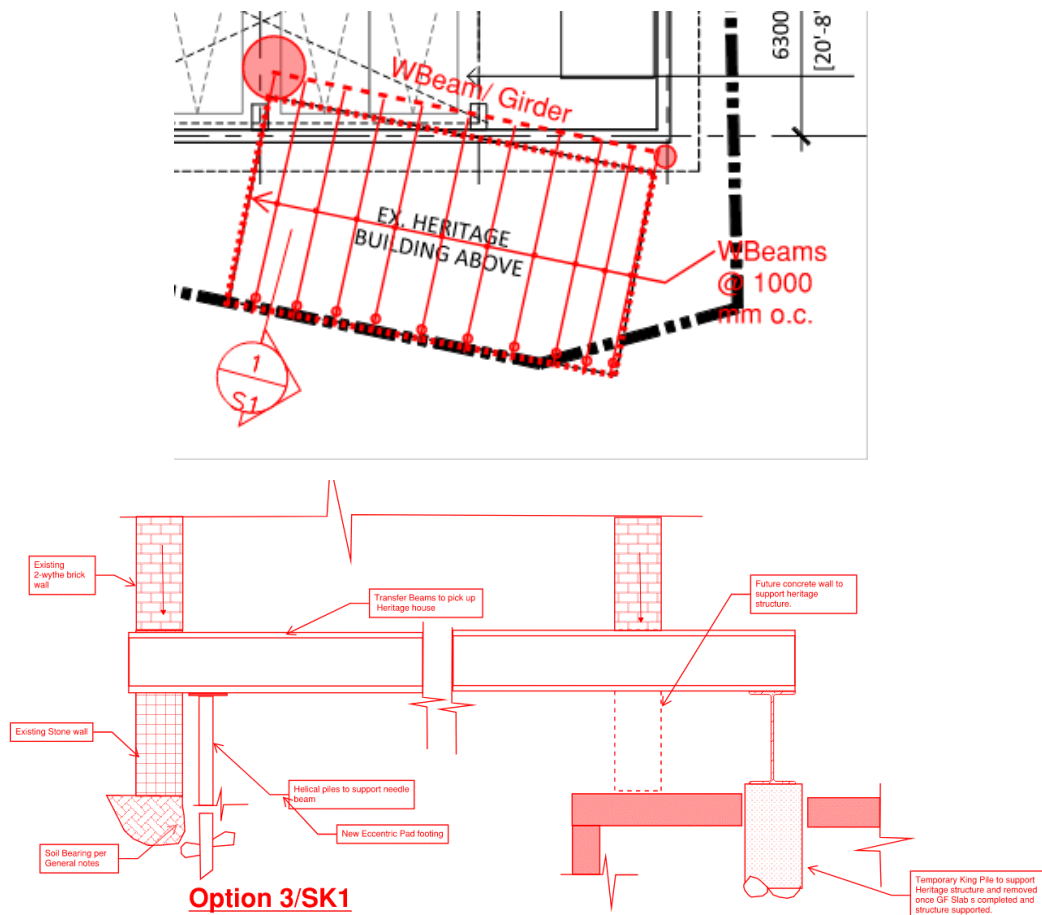 6300
[20'-8"
WBeam/ Girder
EX. HERITAGE
BUILDING ABOVE
WBeams
@ 1000
mm o.c.
1
S1
Existing
2-wythe brick
wall
Transfer Beams to pick up
Heritage house
Future concrete wall to
support heritage
structure.
Existing Stone wall
Helical piles to support needle
beam
New Eccentric Pad footing
Soil Bearing per
General notes
Option 3/SK1
Temporary King Pile to support
Heritage structure and removed
once GF Slab s completed and
structure supported.